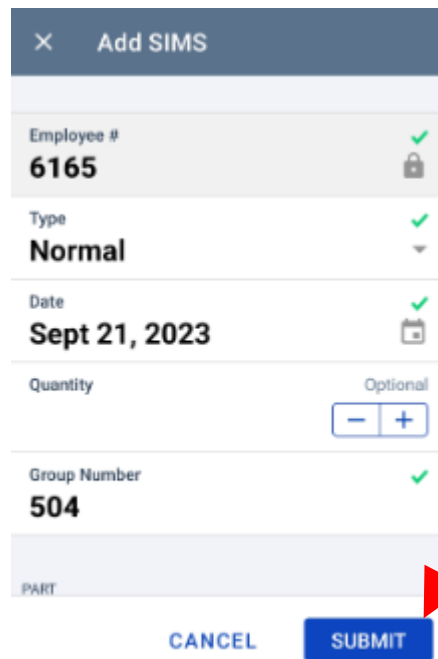 × Add SIMS
Employee #
6165
Type
Normal
Date
Sept 21, 2023
Quantity Optional
− +
Group Number
504
PART
CANCEL SUBMIT